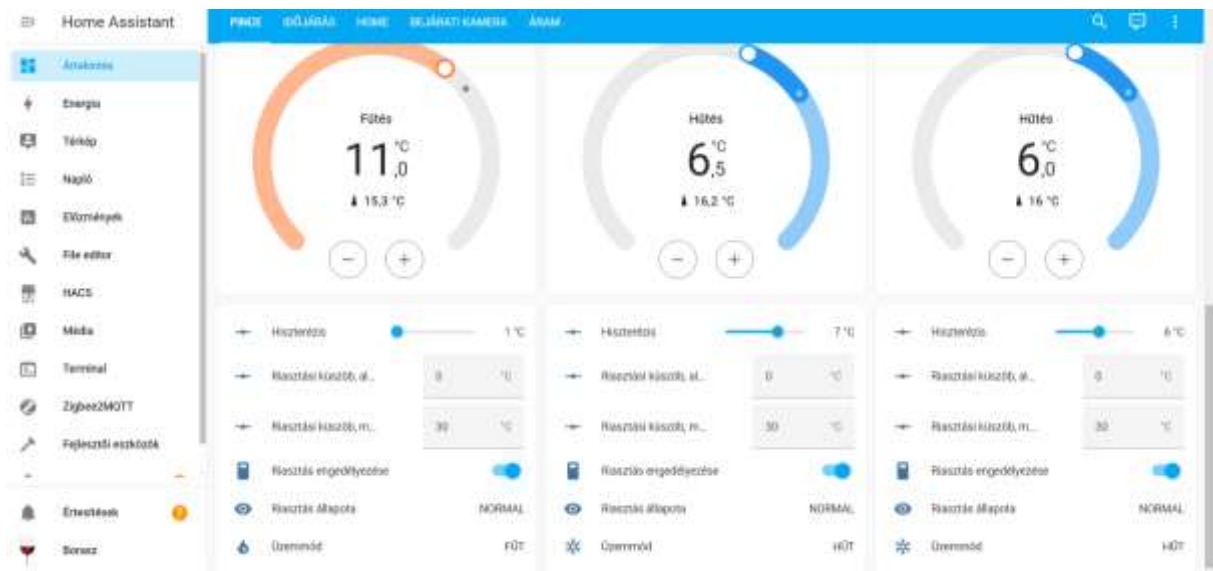 Home Assistant
PINCE IDŐJÁRÁS HOME BEJÁRATI KAMERA ÁRAM
Áttekintés
Energia
Térkép
Napló
Előzmények
File editor
HACS
Média
Terminal
Zigbee2MQTT
Fejlesztői eszközök
Értesítések
Borász
Fűtés
11,0 °C
15,3 °C
Hűtés
6,5 °C
16,2 °C
Hűtés
6,0 °C
16 °C
Hiszterézis 1 °C
Riasztási küszöb, al... 0 °C
Riasztási küszöb, m... 30 °C
Riasztás engedélyezése
Riasztás állapota NORMAL
Üzemmód FŰT
Hiszterézis 7 °C
Riasztási küszöb, al... 0 °C
Riasztási küszöb, m... 30 °C
Riasztás engedélyezése
Riasztás állapota NORMAL
Üzemmód HŰT
Hiszterézis 6 °C
Riasztási küszöb, al... 0 °C
Riasztási küszöb, m... 30 °C
Riasztás engedélyezése
Riasztás állapota NORMAL
Üzemmód HŰT